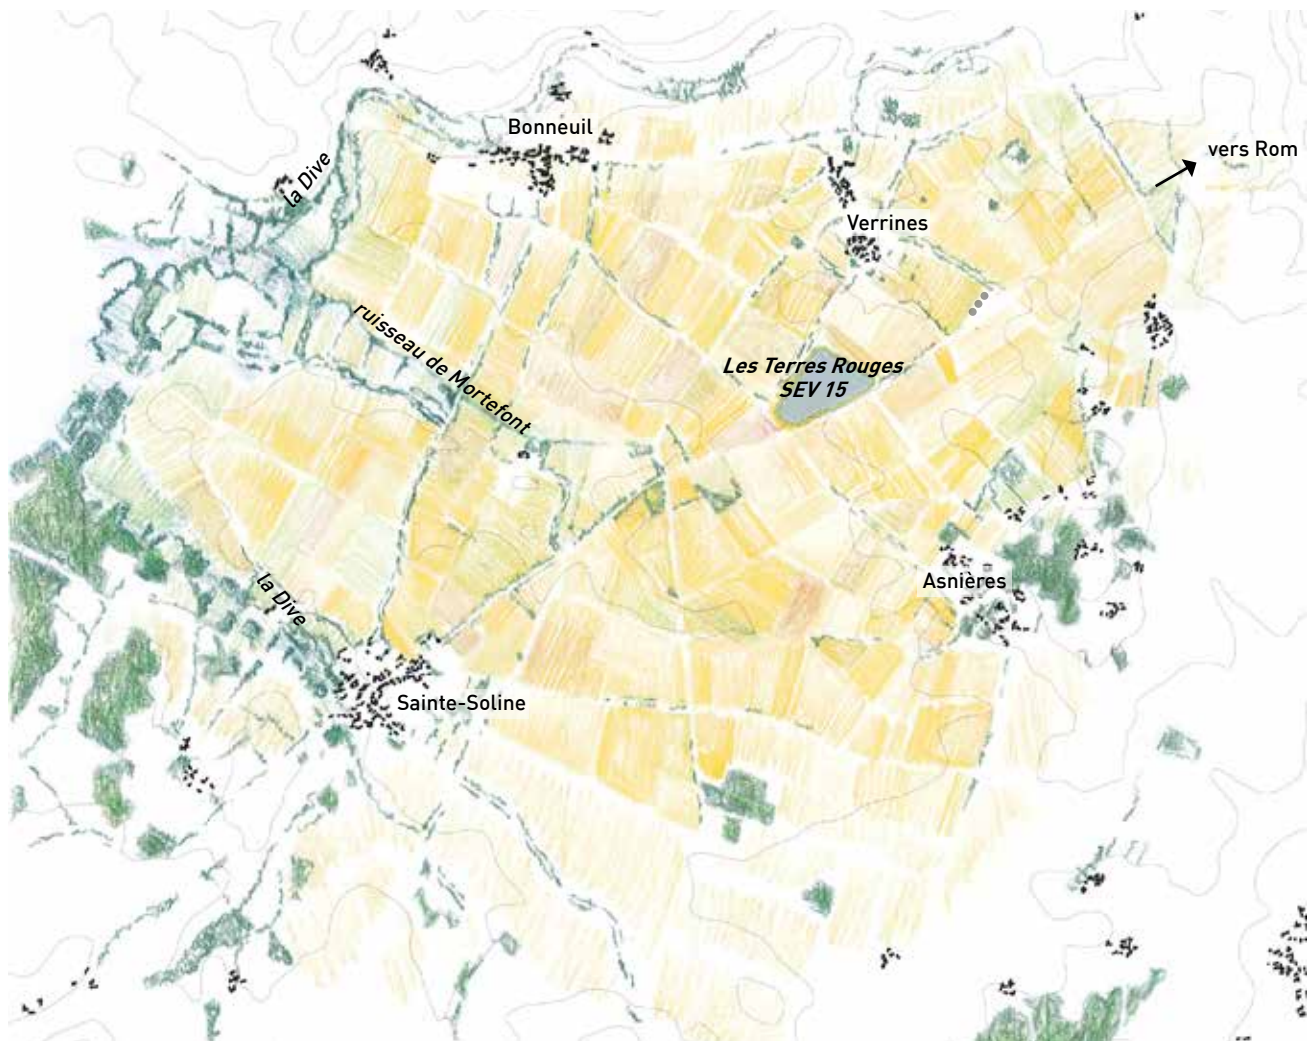 Bonneuil
vers Rom
la Dive
Verrines
ruisseau de Mortefont
Les Terres Rouges
SEV 15
la Dive
Asnières
Sainte-Soline